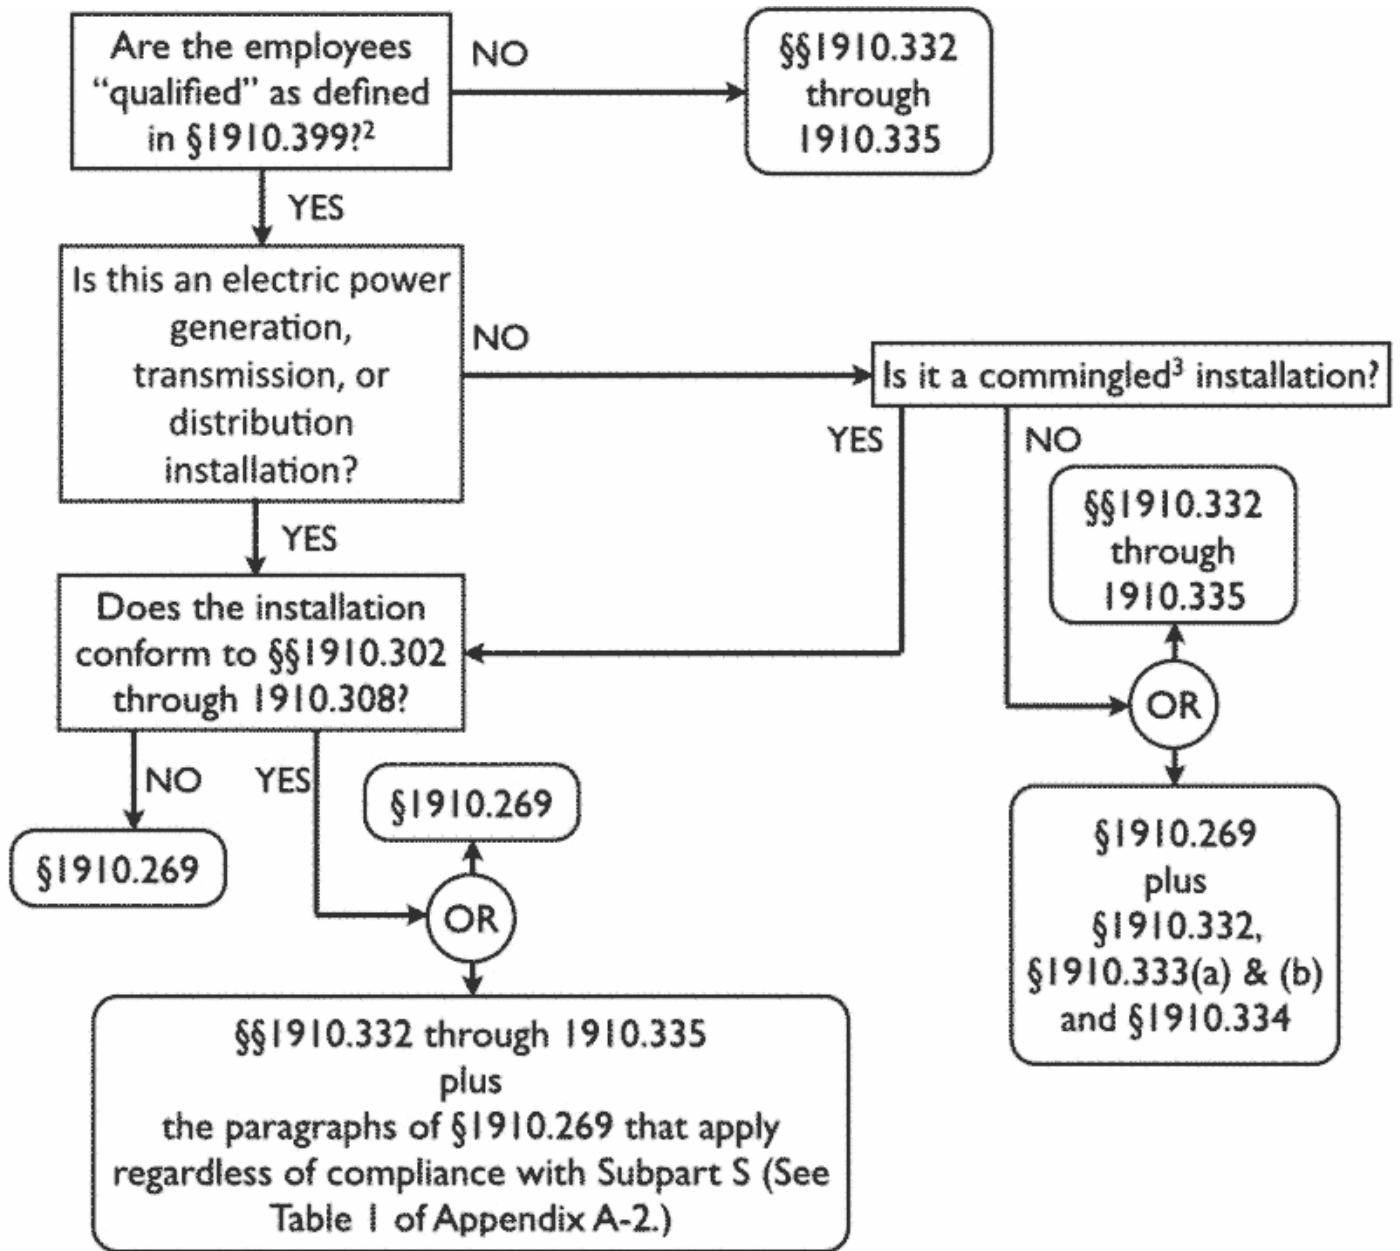 Are the employees
“qualified” as defined
in §1910.399?²
NO
§§1910.332
through
1910.335
YES
Is this an electric power
generation,
transmission, or
distribution
installation?
NO
Is it a commingled³ installation?
YES
NO
§§1910.332
through
1910.335
OR
§1910.269
plus
§1910.332,
§1910.333(a) & (b)
and §1910.334
YES
Does the installation
conform to §§1910.302
through 1910.308?
NO
YES
§1910.269
§1910.269
OR
§§1910.332 through 1910.335
plus
the paragraphs of §1910.269 that apply
regardless of compliance with Subpart S (See
Table 1 of Appendix A-2.)